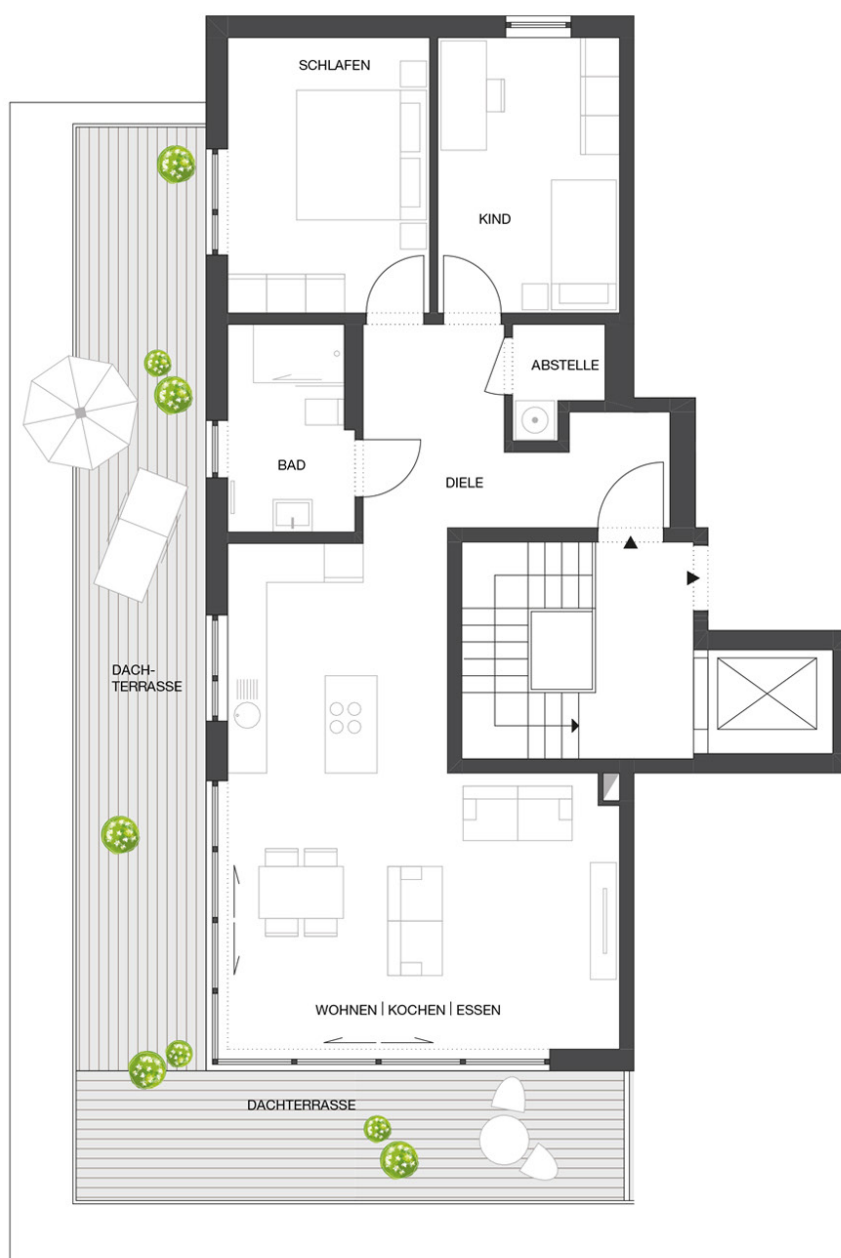 SCHLAFEN
KIND
ABSTELLE
BAD
DIELE
DACH-
TERRASSE
WOHNEN | KOCHEN | ESSEN
DACHTERRASSE